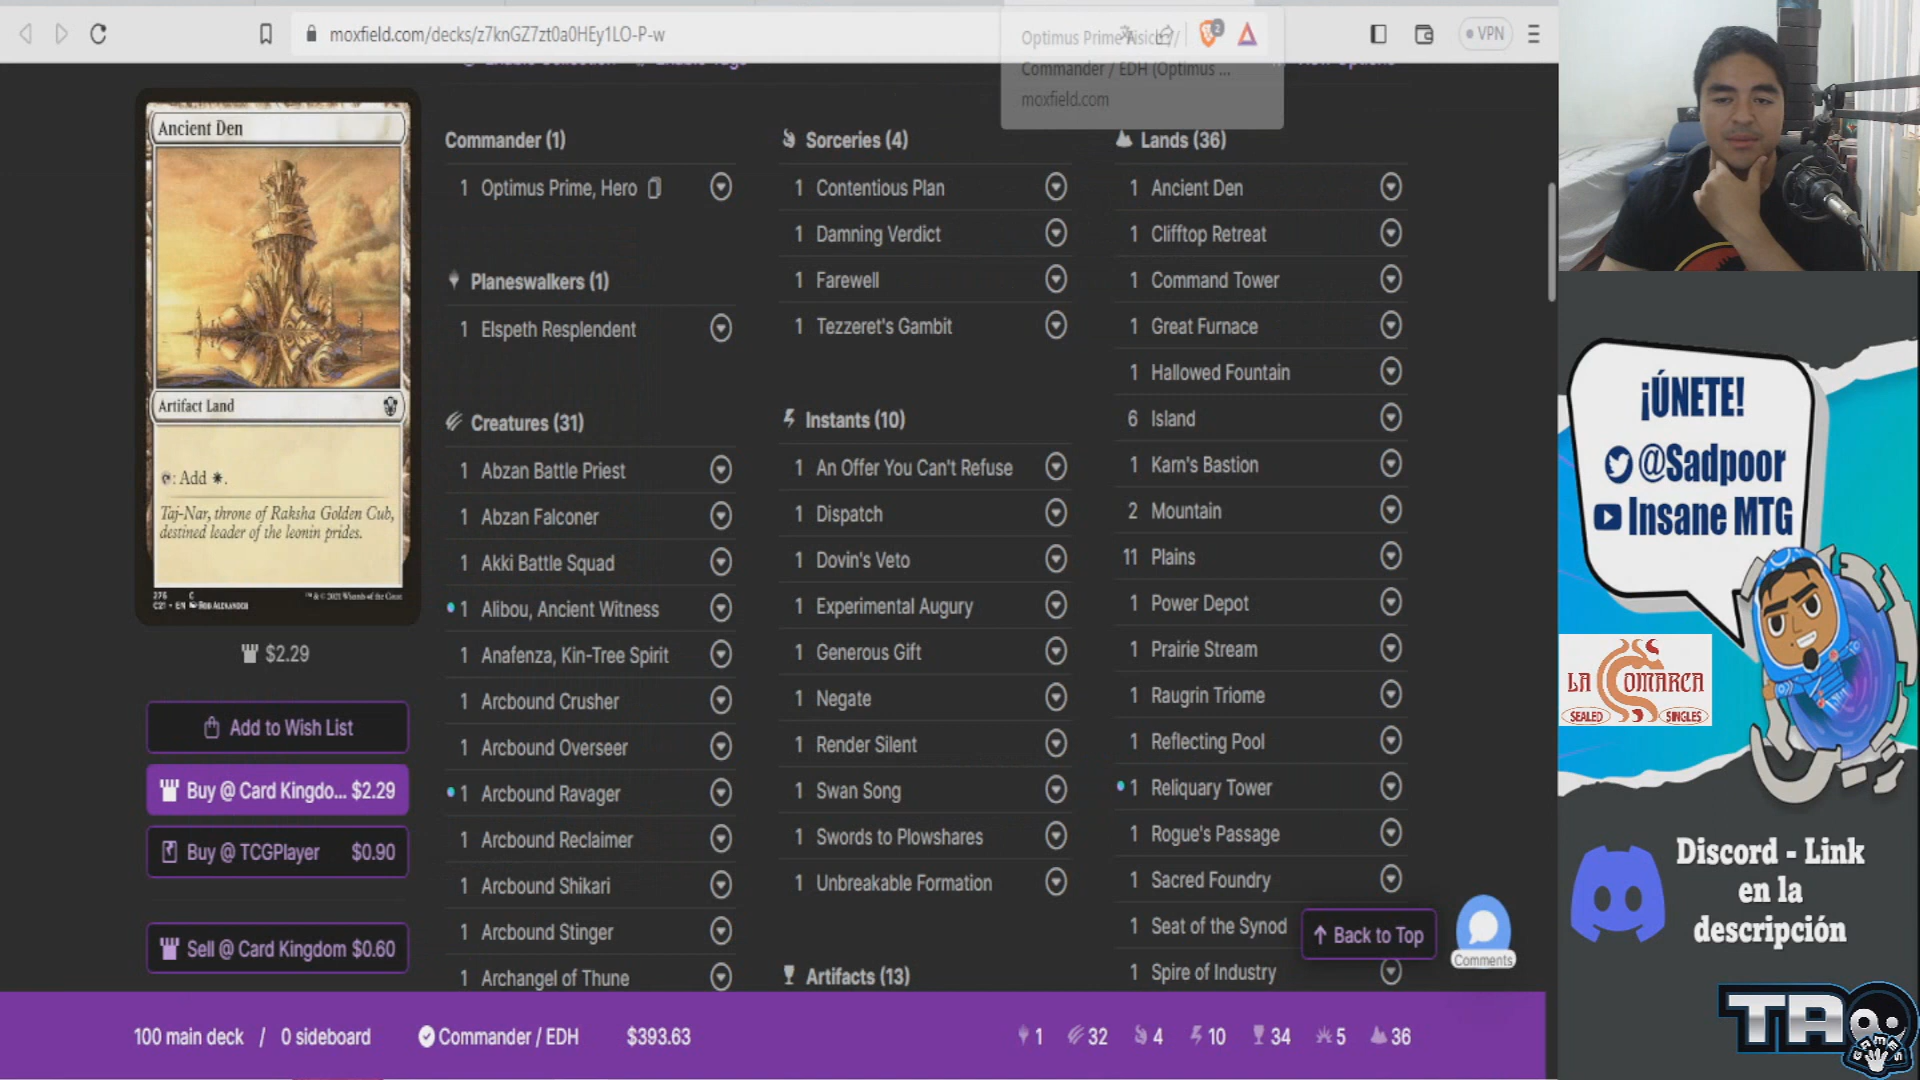 moxfield.com/decks/z7knGZ7zt0a0HEy1LO-P-w
VPN
Optimus Prime
Commander / EDH (Optimus ...
moxfield.com
Ancient Den
Artifact Land
: Add
Taj-Nar, throne of Raksha Golden Cub,
destined leader of the leonin prides.
$2.29
Add to Wish List
Buy @ Card Kingdo... $2.29
Buy @ TCGPlayer $0.90
Sell @ Card Kingdom $0.60
Commander (1)
1 Optimus Prime, Hero
Planeswalkers (1)
1 Elspeth Resplendent
Creatures (31)
1 Abzan Battle Priest
1 Abzan Falconer
1 Akki Battle Squad
1 Alibou, Ancient Witness
1 Anafenza, Kin-Tree Spirit
1 Arcbound Crusher
1 Arcbound Overseer
1 Arcbound Ravager
1 Arcbound Reclaimer
1 Arcbound Shikari
1 Arcbound Stinger
1 Archangel of Thune
Sorceries (4)
1 Contentious Plan
1 Damning Verdict
1 Farewell
1 Tezzeret's Gambit
Instants (10)
1 An Offer You Can't Refuse
1 Dispatch
1 Dovin's Veto
1 Experimental Augury
1 Generous Gift
1 Negate
1 Render Silent
1 Swan Song
1 Swords to Plowshares
1 Unbreakable Formation
Artifacts (13)
Lands (36)
1 Ancient Den
1 Clifftop Retreat
1 Command Tower
1 Great Furnace
1 Hallowed Fountain
6 Island
1 Karn's Bastion
2 Mountain
11 Plains
1 Power Depot
1 Prairie Stream
1 Raugrin Triome
1 Reflecting Pool
1 Reliquary Tower
1 Rogue's Passage
1 Sacred Foundry
1 Seat of the Synod
1 Spire of Industry
Back to Top
Comments
100 main deck / 0 sideboard
Commander / EDH
$393.63
1 32 4 10 34 5 36
¡ÚNETE!
@Sadpoor
Insane MTG
LA COMARCA
SEALED SINGLES
Discord - Link
en la
descripción
TAO
GAMES